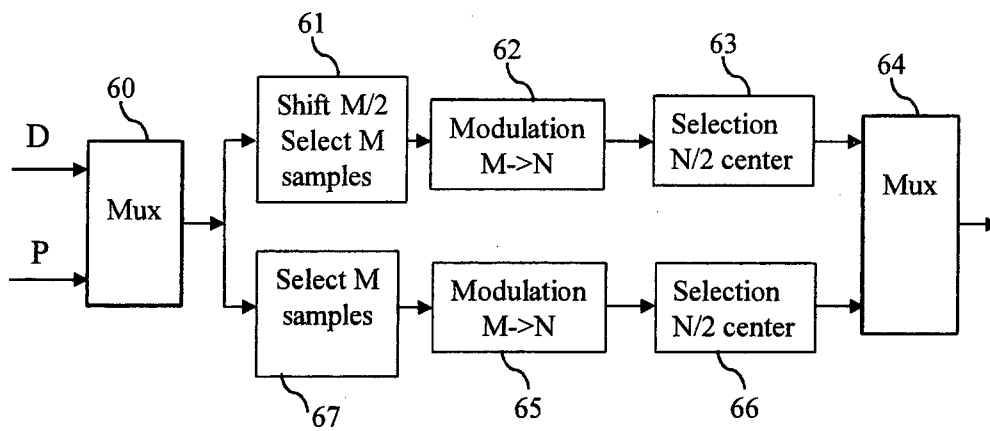 61
62
63
64
60
D
P
Mux
Shift M/2
Select M
samples
Modulation
M->N
Selection
N/2 center
Mux
Select M
samples
Modulation
M->N
Selection
N/2 center
67
65
66